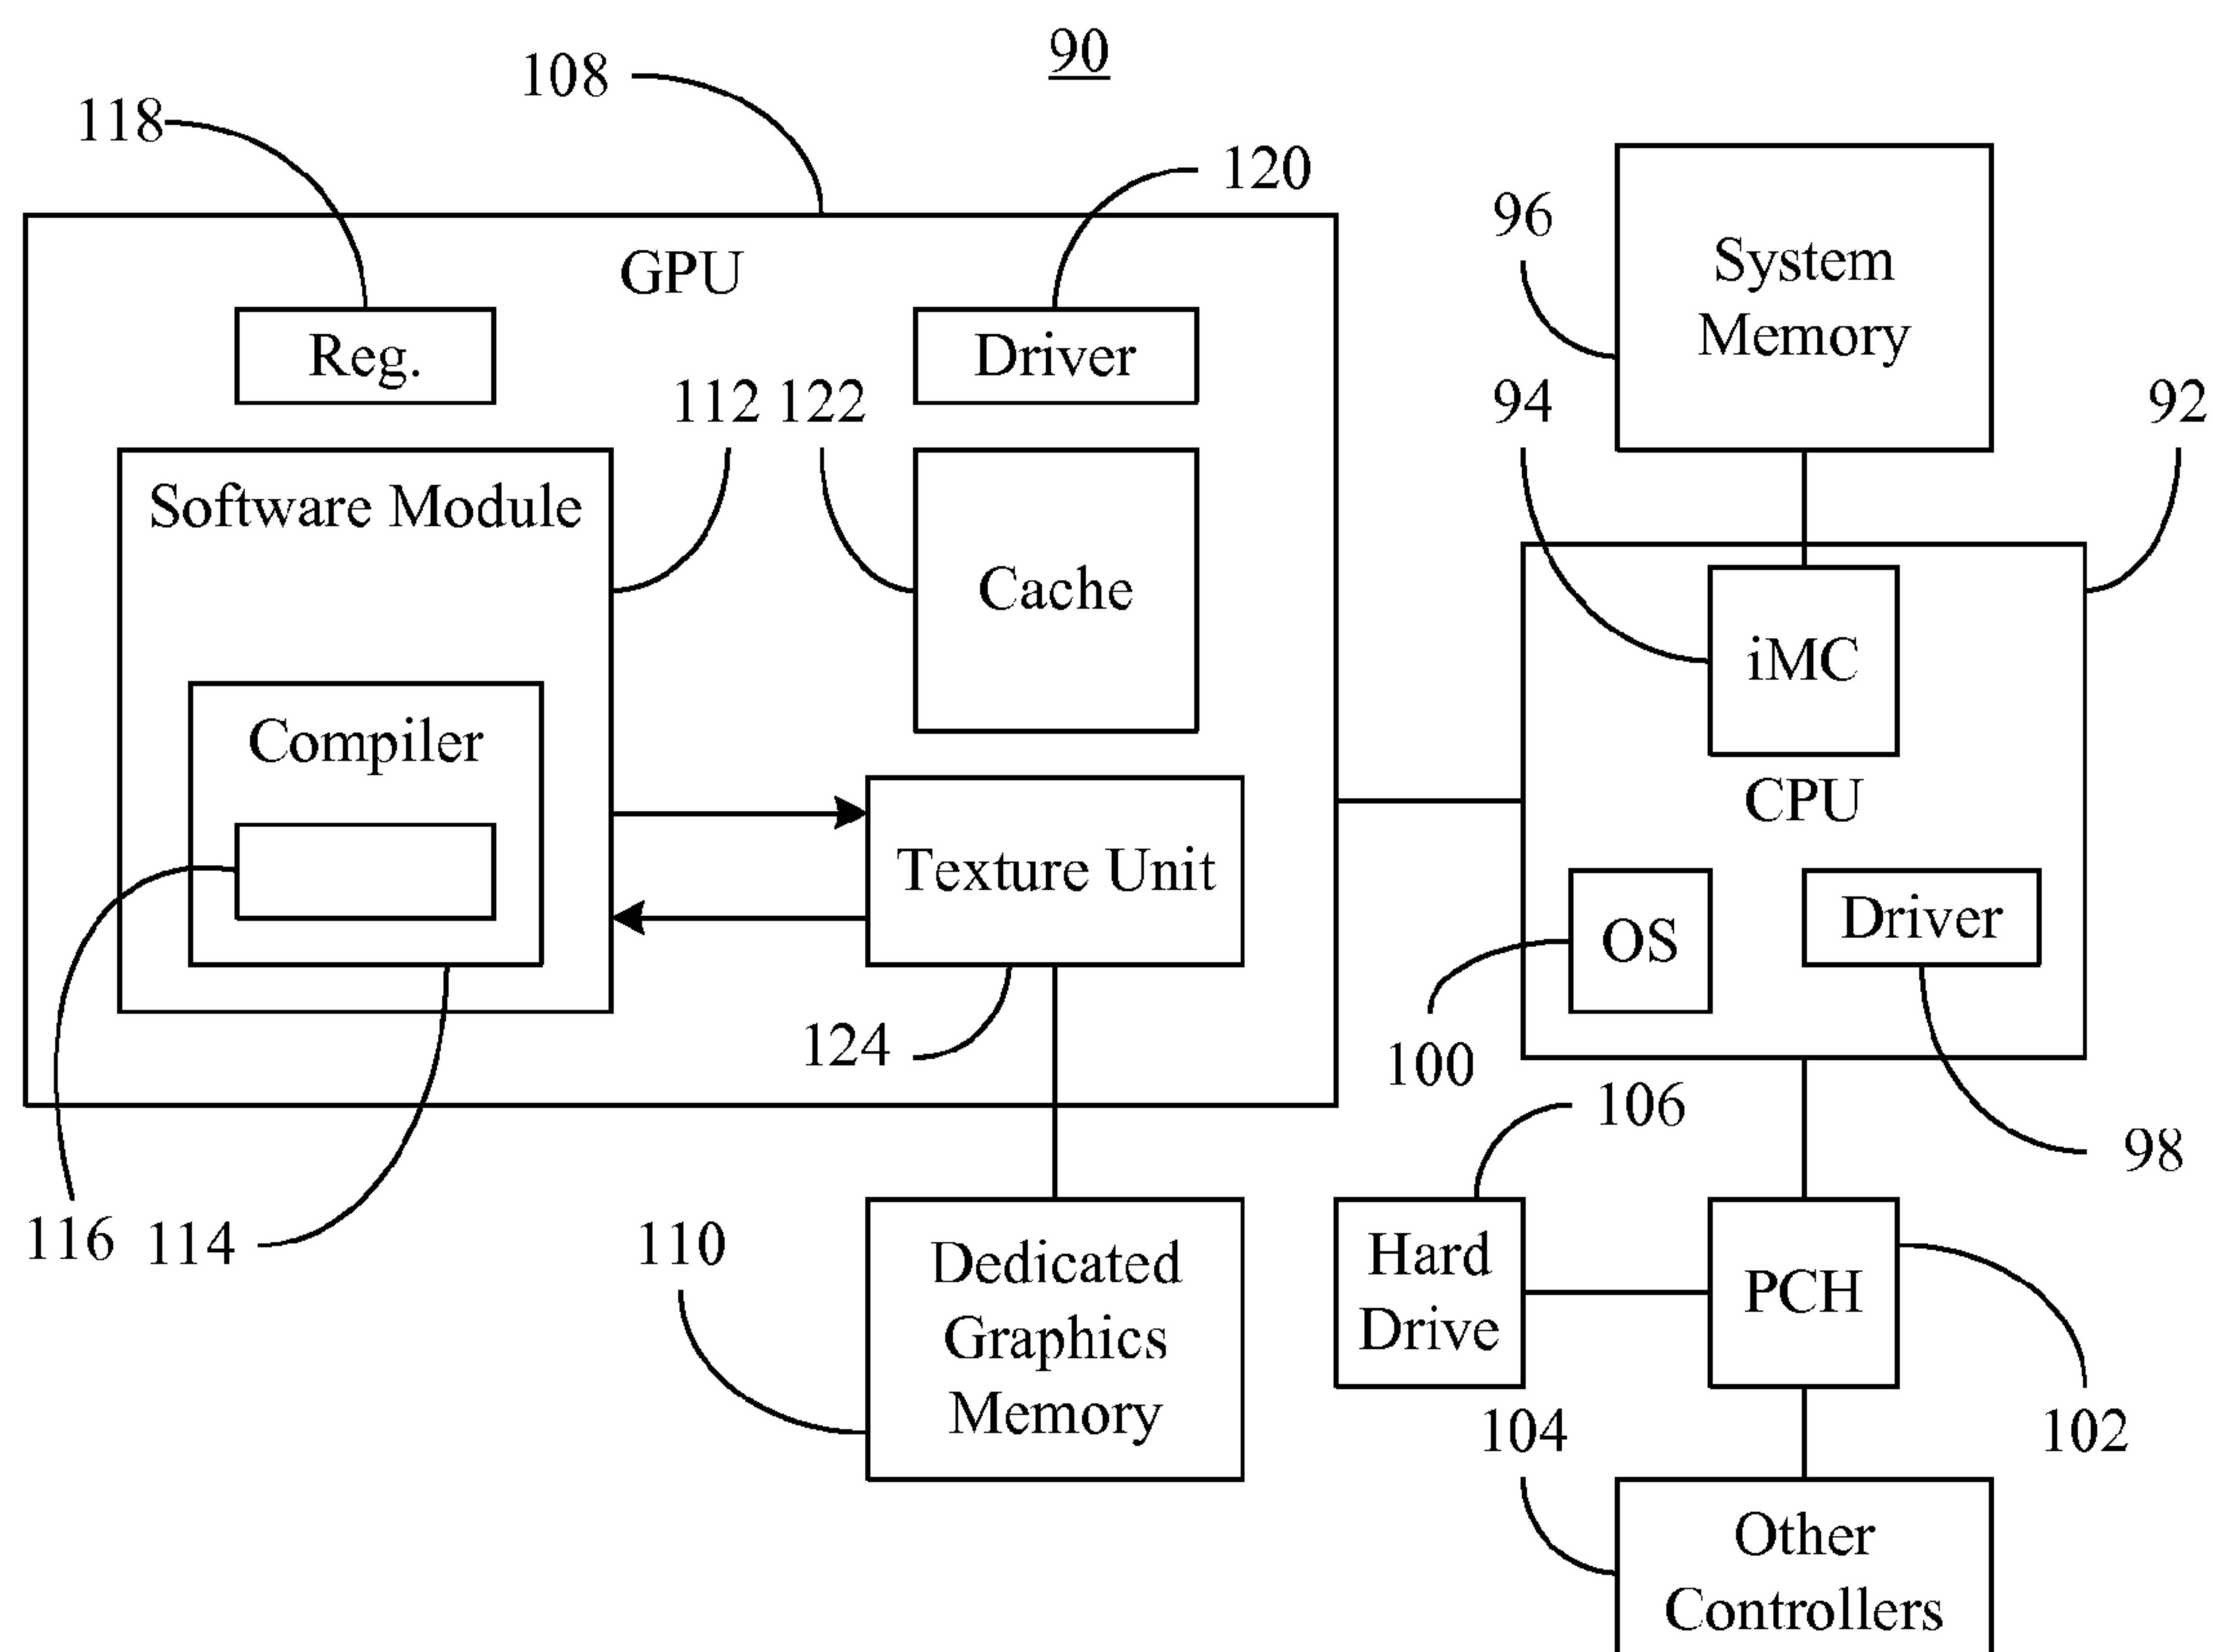 90
108
118
120
GPU
Reg.
Driver
112
122
Software Module
Cache
Compiler
Texture Unit
124
116
114
110
Dedicated
Graphics
Memory
System
Memory
96
94
92
iMC
CPU
OS
Driver
100
106
98
Hard
Drive
PCH
104
102
Other
Controllers